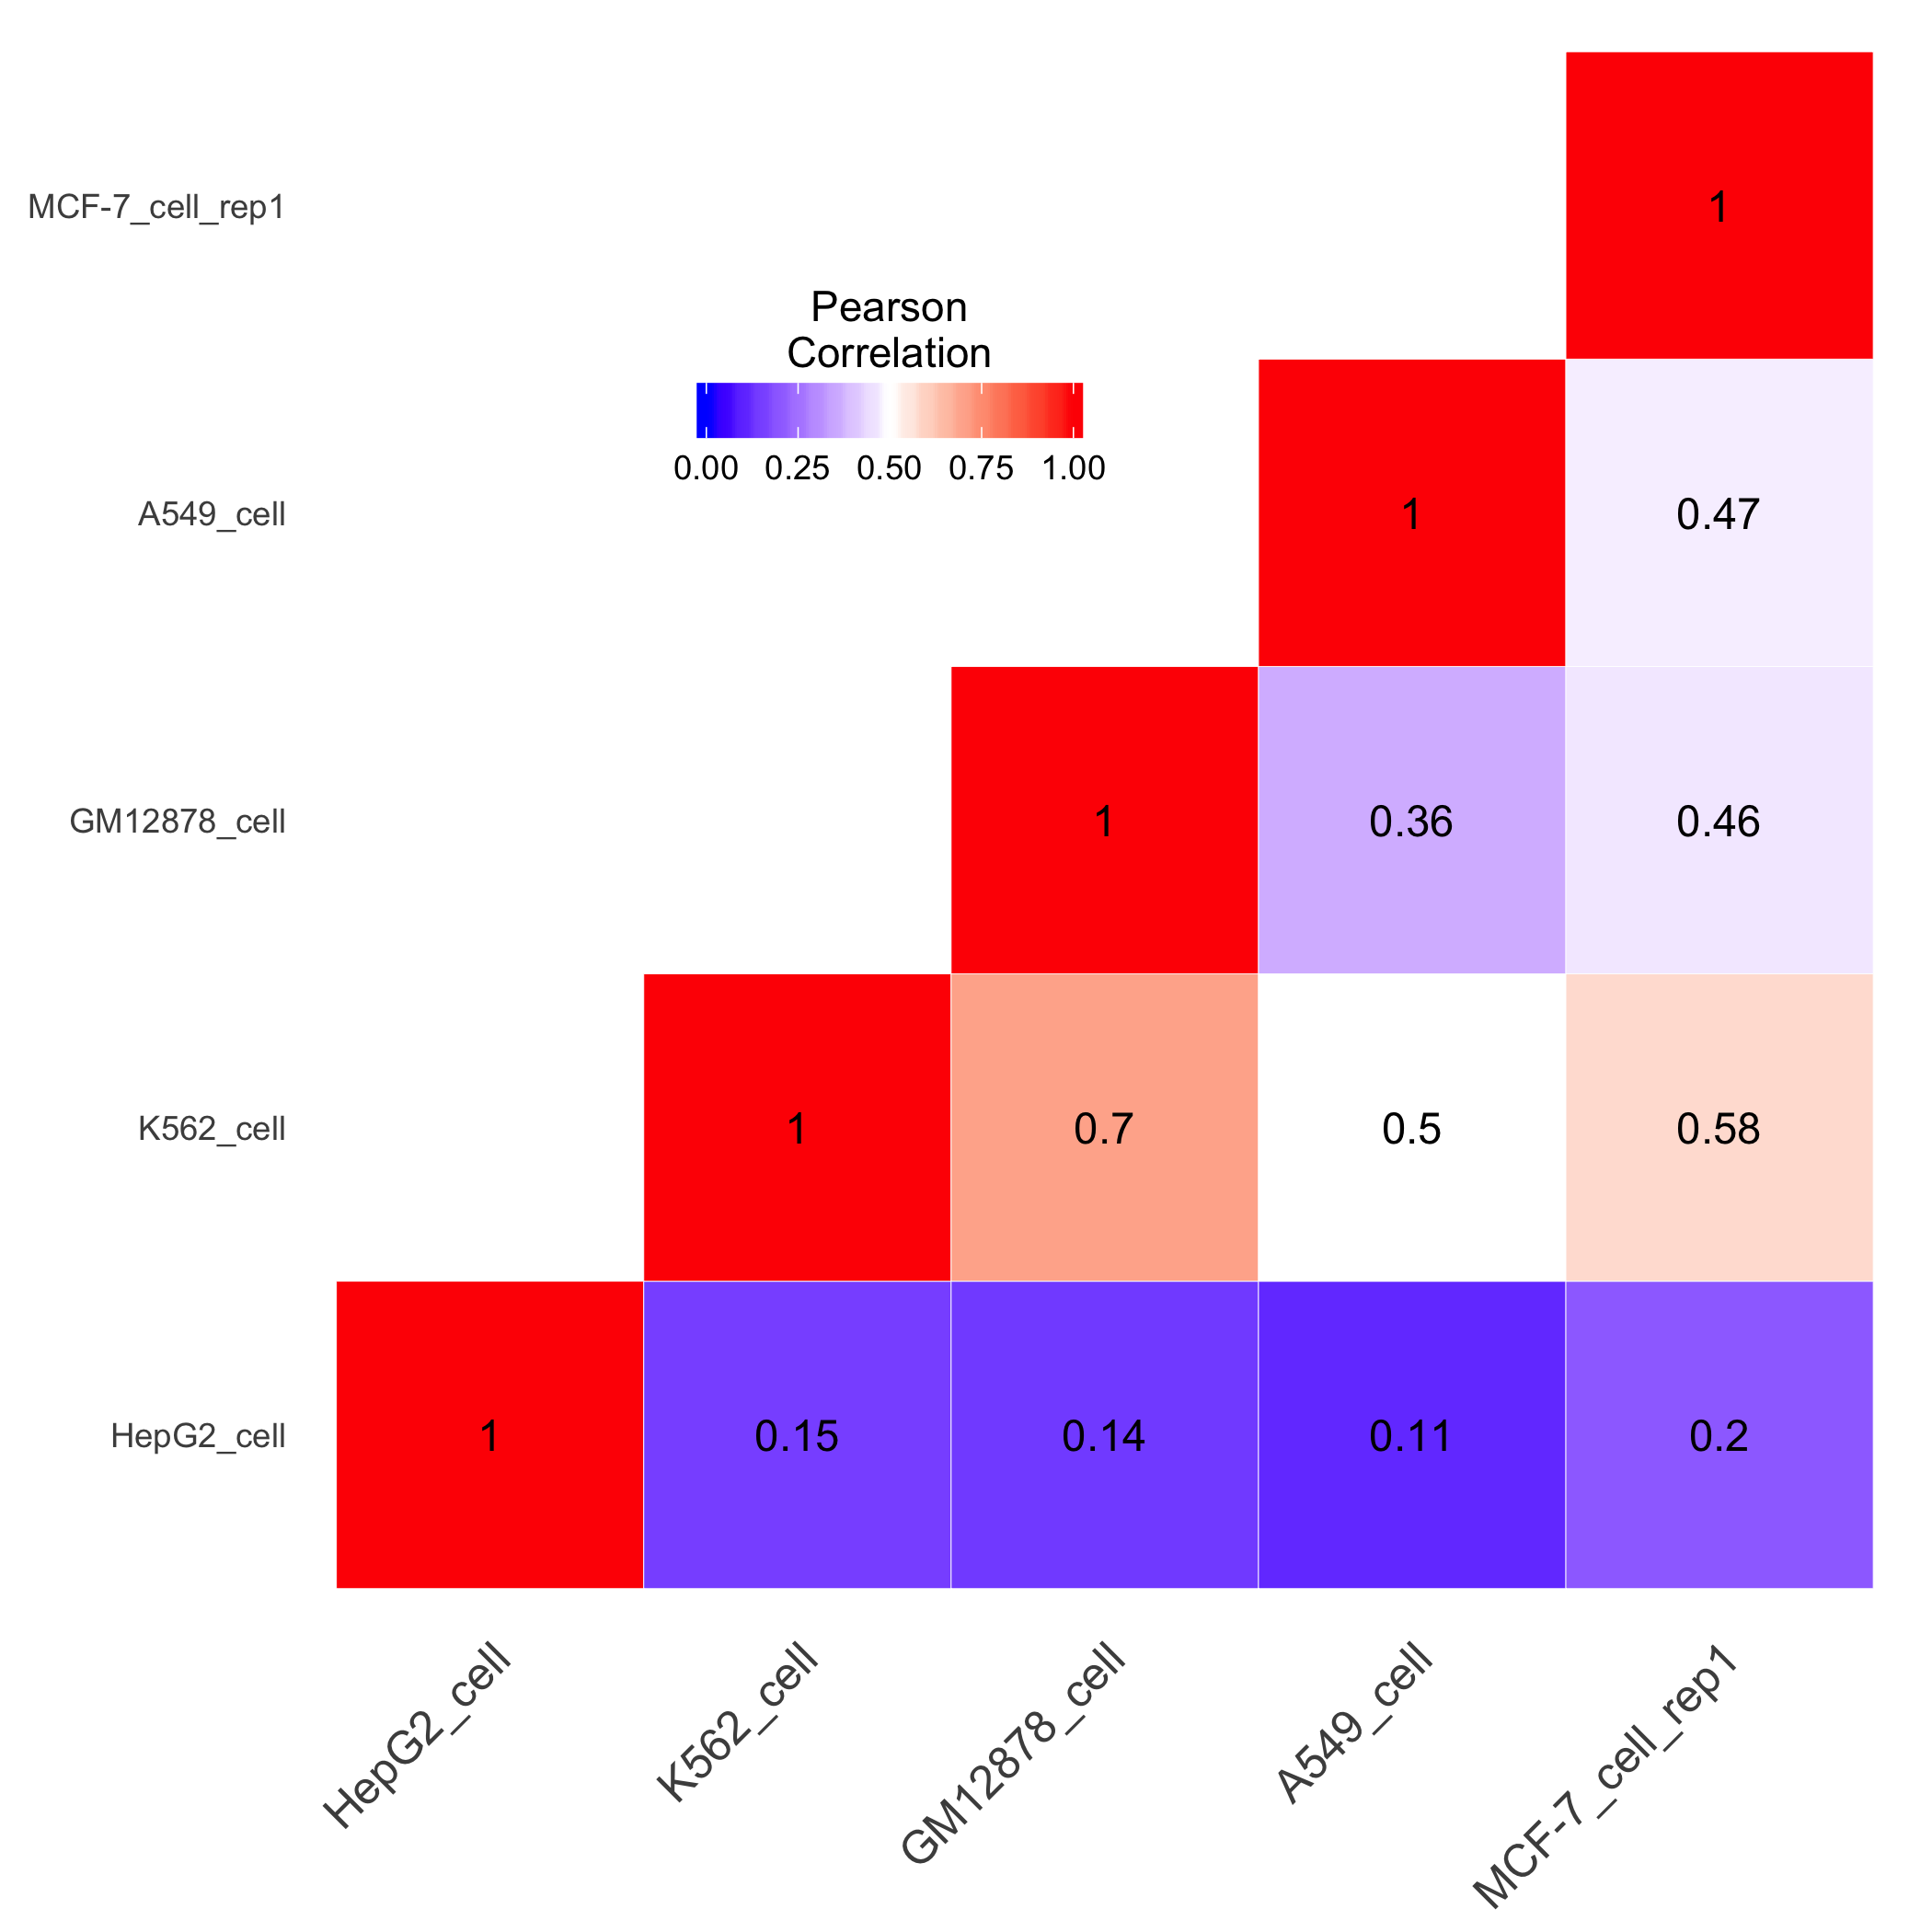 MCF-7_cell_rep1
1
Pearson
Correlation
0.00 0.25 0.50 0.75 1.00
A549_cell
1 0.47
GM12878_cell
1 0.36 0.46
K562_cell
1 0.7 0.5 0.58
HepG2_cell
1 0.15 0.14 0.11 0.2
HepG2_cell
K562_cell
GM12878_cell
A549_cell
MCF-7_cell_rep1